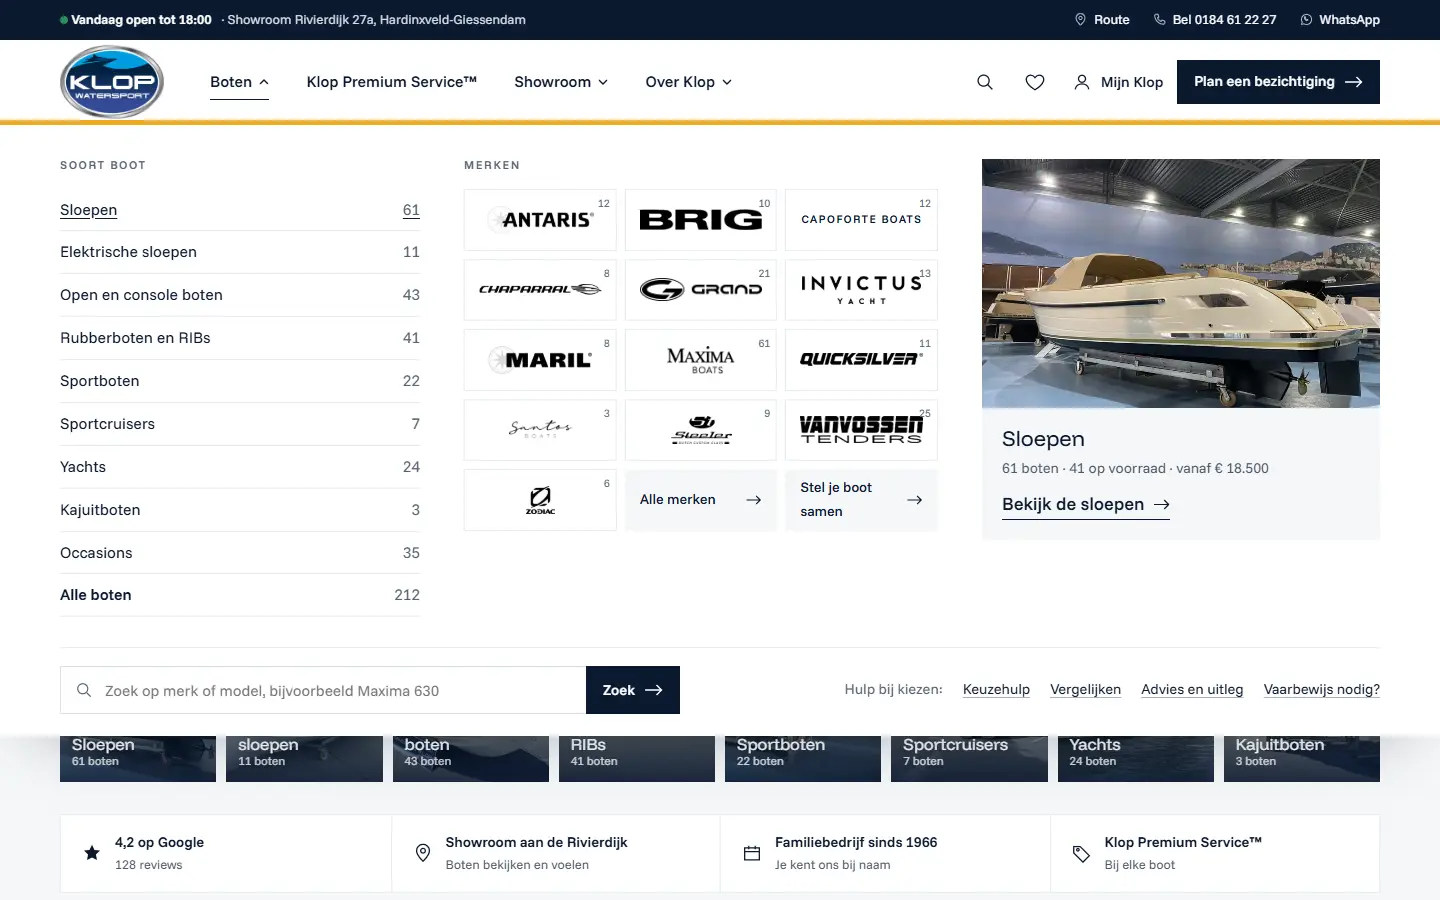 Vandaag open tot 18:00 · Showroom Rivierdijk 27a, Hardinxveld-Giessendam
Route
Bel 0184 61 22 27
WhatsApp
KLOP
WATERSPORT
Boten
Klop Premium Service™
Showroom
Over Klop
Mijn Klop
Plan een bezichtiging
SOORT BOOT
Sloepen 61
Elektrische sloepen 11
Open en console boten 43
Rubberboten en RIBs 41
Sportboten 22
Sportcruisers 7
Yachts 24
Kajuitboten 3
Occasions 35
Alle boten 212
MERKEN
ANTARIS 12
BRIG 10
CAPOFORTE BOATS 12
CHAPARRAL 8
GRAND 21
INVICTUS 13
YACHT
MARIL 8
MAXIMA 61
BOATS
QUICKSILVER 11
Santos 3
BOATS
Steeler 9
VANVOSSEN 25
TENDERS
ZODIAC 6
Alle merken
Stel je boot
samen
Sloepen
61 boten · 41 op voorraad · vanaf € 18.500
Bekijk de sloepen
Zoek op merk of model, bijvoorbeeld Maxima 630
Zoek
Hulp bij kiezen:
Keuzehulp
Vergelijken
Advies en uitleg
Vaarbewijs nodig?
Sloepen
61 boten
sloepen
11 boten
boten
43 boten
RIBs
41 boten
Sportboten
22 boten
Sportcruisers
7 boten
Yachts
24 boten
Kajuitboten
3 boten
4,2 op Google
128 reviews
Showroom aan de Rivierdijk
Boten bekijken en voelen
Familiebedrijf sinds 1966
Je kent ons bij naam
Klop Premium Service™
Bij elke boot